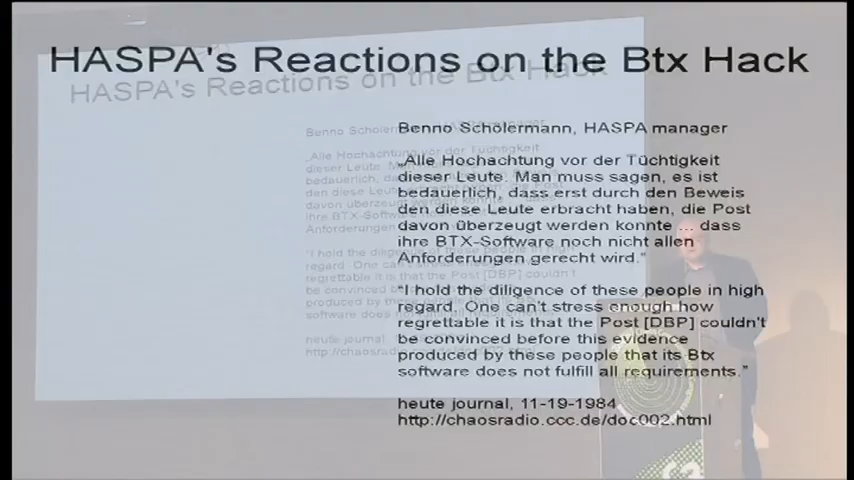 HASPA's Reactions on the Btx Hack
Benno Schölermann, HASPA manager
„Alle Hochachtung vor der Tüchtigkeit
dieser Leute. Man muss sagen, es ist
bedauerlich, dass erst durch den Beweis
den diese Leute erbracht haben, die Post
davon überzeugt werden konnte ... dass
ihre BTX-Software noch nicht allen
Anforderungen gerecht wird."
"I hold the diligence of these people in high
regard. One can't stress enough how
regrettable it is that the Post [DBP] couldn't
be convinced before this evidence
produced by these people that its Btx
software does not fulfill all requirements."
heute journal, 11-19-1984
http://chaosradio.ccc.de/doc002.html